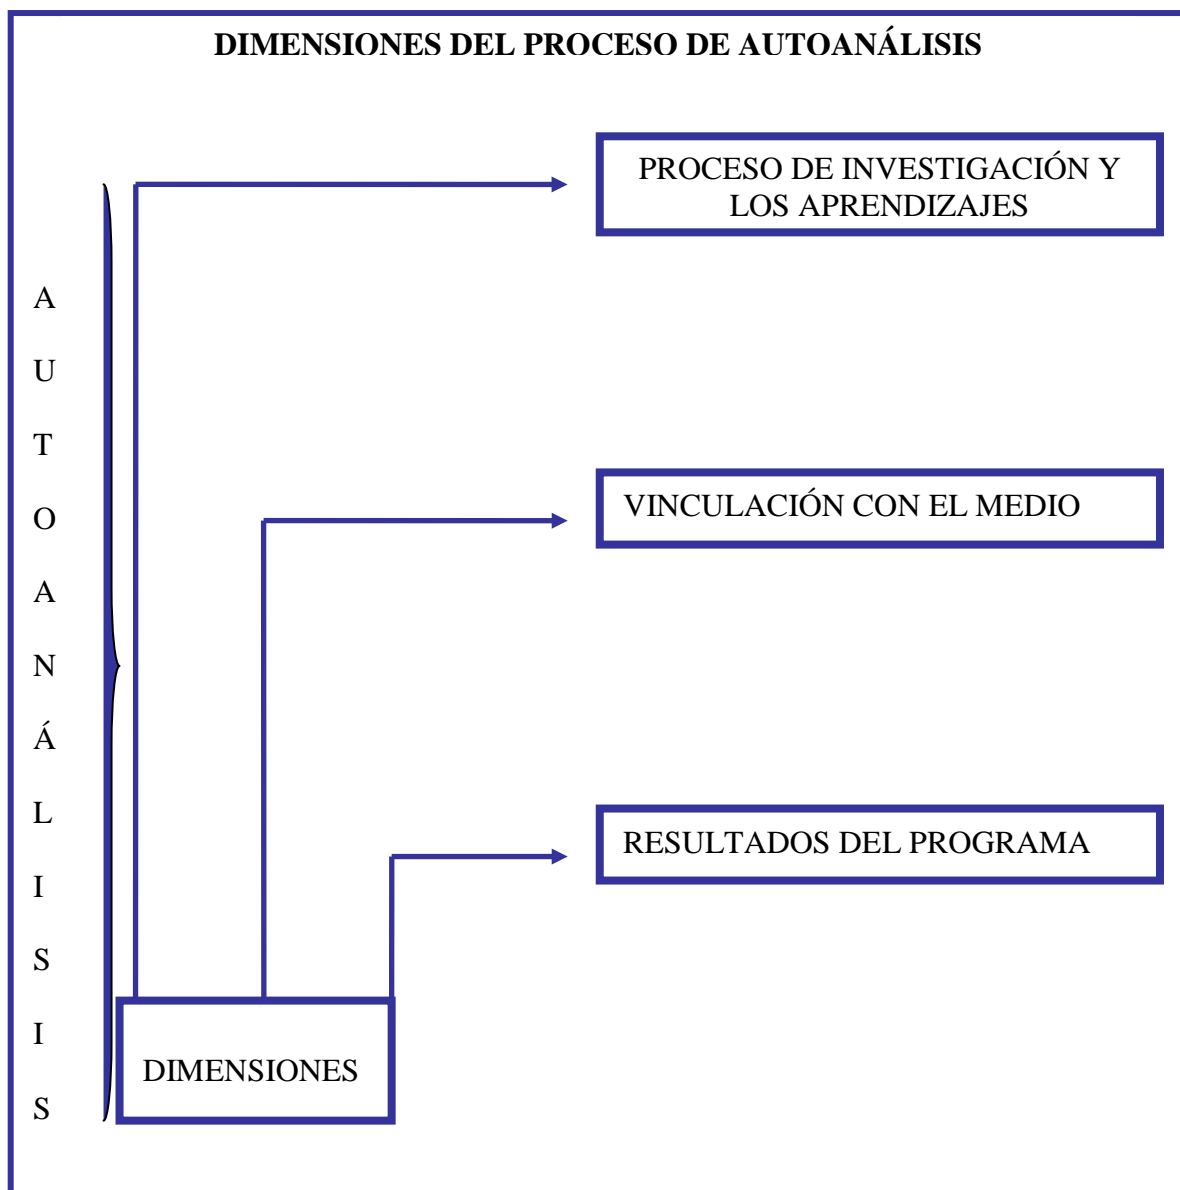 DIMENSIONES DEL PROCESO DE AUTOANÁLISIS
PROCESO DE INVESTIGACIÓN Y
LOS APRENDIZAJES
A
U
T
O
A
N
Á
L
I
S
I
S
VINCULACIÓN CON EL MEDIO
RESULTADOS DEL PROGRAMA
DIMENSIONES